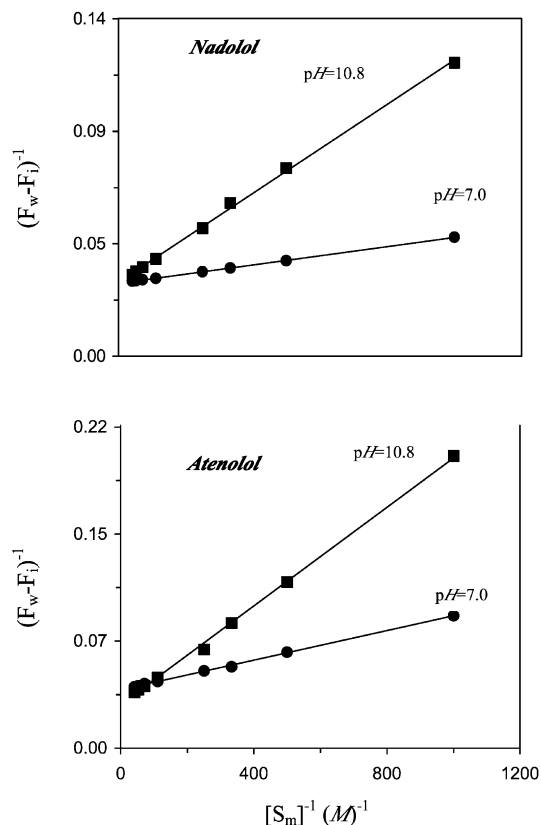 0.14
Nadolol
pH=10.8
0.09
(Fw-Fi)-1
pH=7.0
0.05
0.00
0.22
Atenolol
pH=10.8
0.15
(Fw-Fi)-1
pH=7.0
0.07
0.00
0 400 800 1200
[Sm]-1 (M)-1